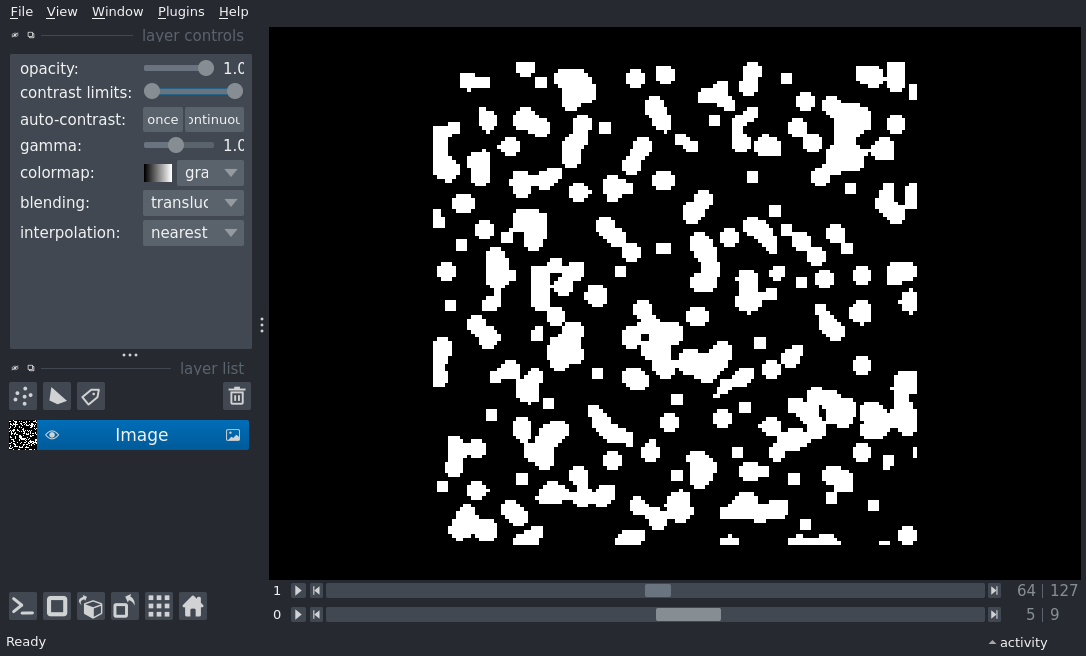 File View Window Plugins Help
layer controls
opacity: 1.0
contrast limits:
auto-contrast: once ontinuou
gamma: 1.0
colormap: gra
blending: transluc
interpolation: nearest
layer list
Image
1 64 | 127
0 5 | 9
Ready activity